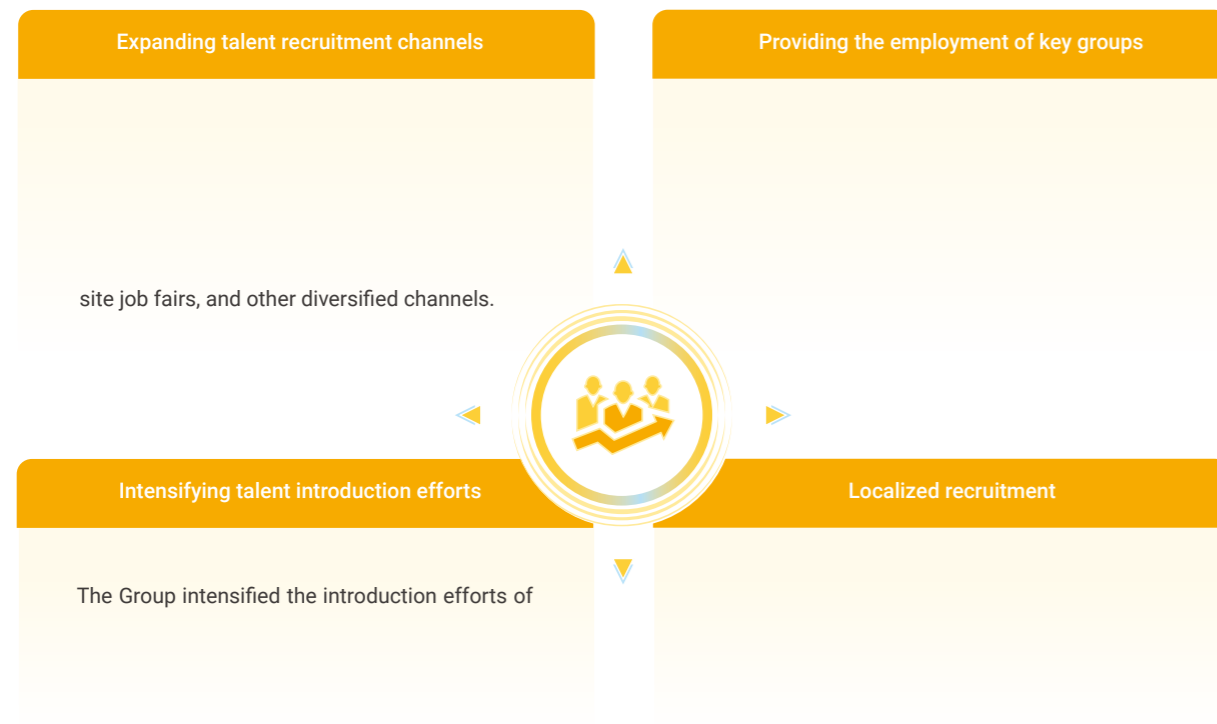 Expanding talent recruitment channels
Providing the employment of key groups
site job fairs, and other diversified channels.
Intensifying talent introduction efforts
Localized recruitment
The Group intensified the introduction efforts of